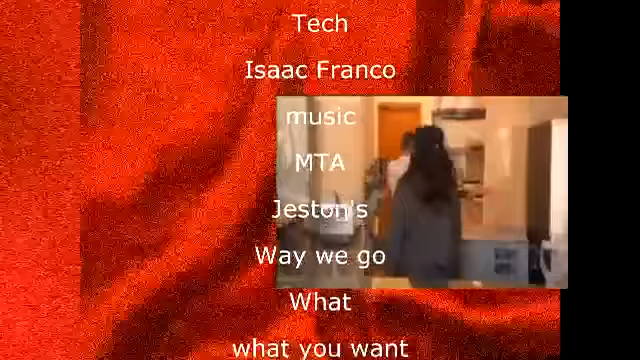 Tech
Isaac Franco
music
MTA
Jeston's
Way we go
What
what you want